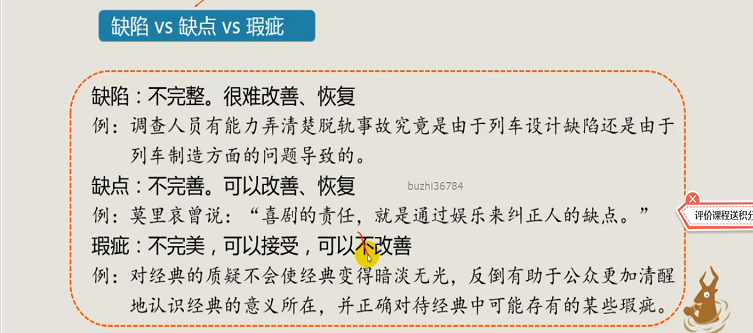 缺陷 vs 缺点 vs 瑕疵
缺陷：不完整。很难改善、恢复
例：调查人员有能力弄清楚脱轨事故究竟是由于列车设计缺陷还是由于
列车制造方面的问题导致的。
缺点：不完善。可以改善、恢复
buzhi36784
例：莫里哀曾说：“喜剧的责任，就是通过娱乐来纠正人的缺点。”
评价课程送积分
瑕疵：不完美，可以接受，可以不改善
例：对经典的质疑不会使经典变得暗淡无光，反倒有助于公众更加清醒
地认识经典的意义所在，并正确对待经典中可能存有的某些瑕疵。